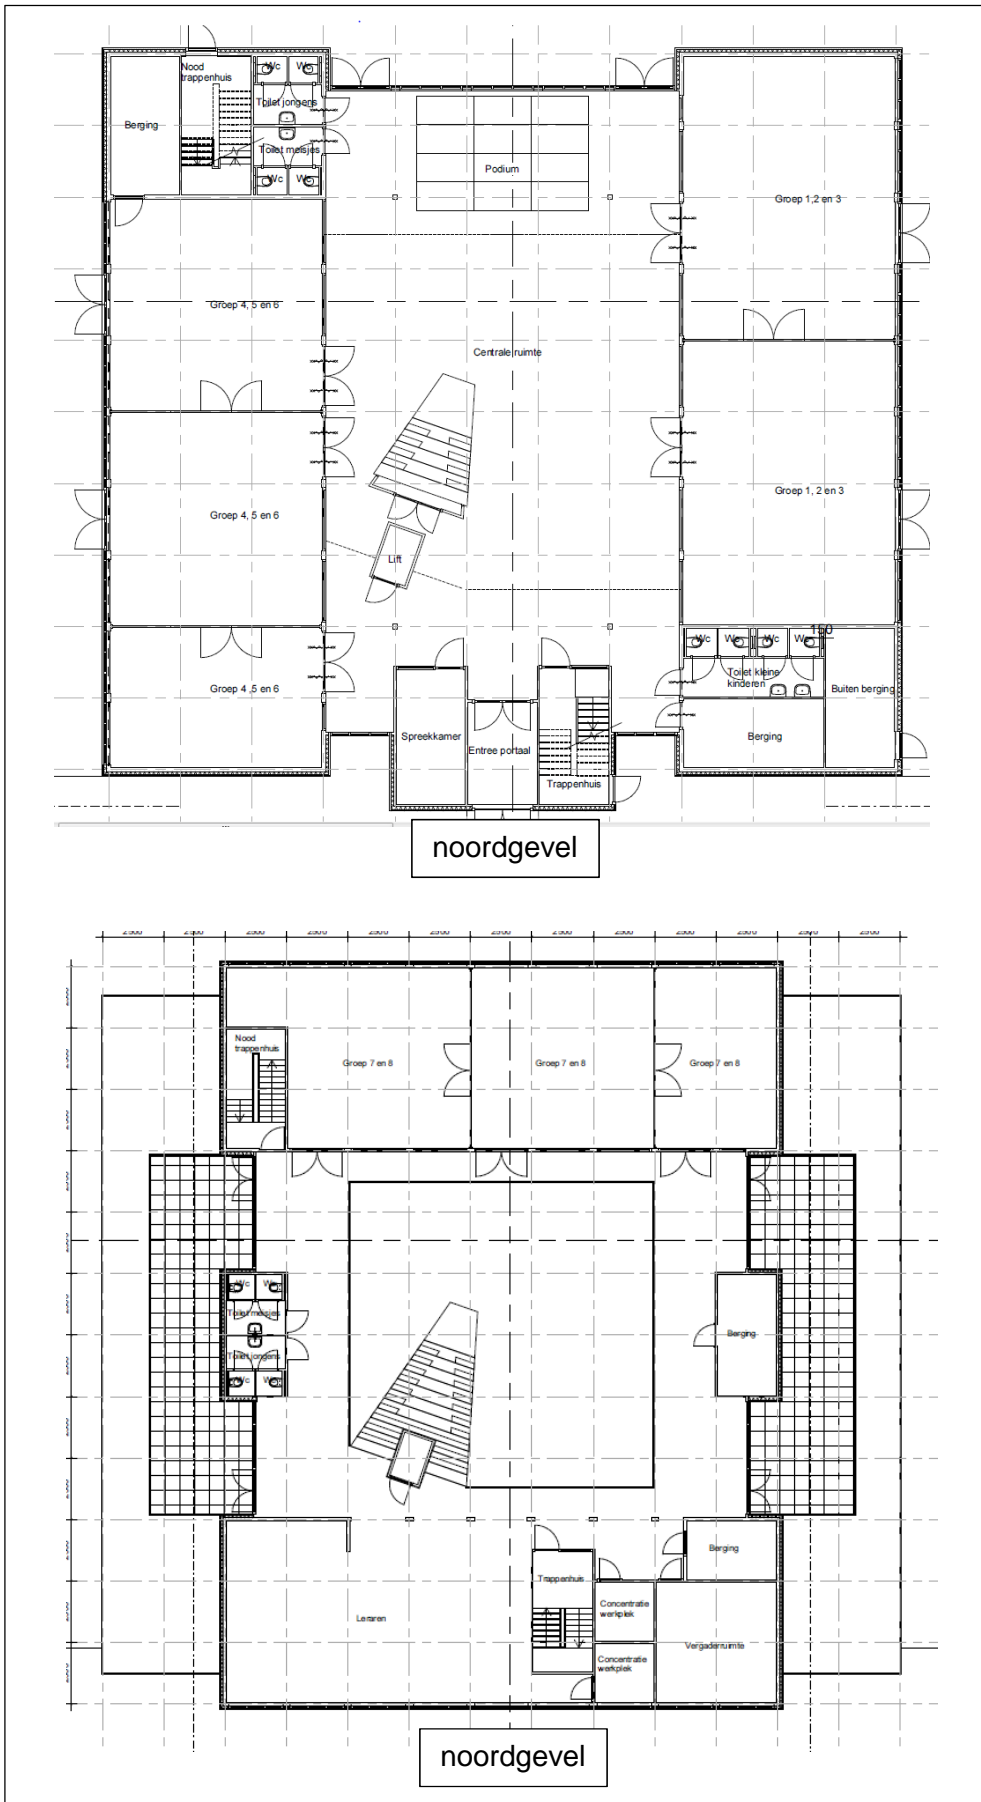 Nood
trappenhuis
Wc Wc
Toilet jongens
Berging
Toilet meisjes
Wc Wc
Podium
Groep 1,2 en 3
Groep 4, 5 en 6
Centrale ruimte
Groep 1, 2 en 3
Groep 4, 5 en 6
Lift
150
Wc Wc Wc Wc
Toilet kleine
kinderen
Groep 4 ,5 en 6
Buiten berging
Spreekkamer
Entree portaal
Berging
Trappenhuis
noordgevel
Nood
trappenhuis
Groep 7 en 8
Groep 7 en 8
Groep 7 en 8
Wc Wc
Toilet meisjes
Berging
Toilet jongens
Wc Wc
Berging
Trappenhuis
Concentratie
werkplek
Leraren
Vergaderruimte
Concentratie
werkplek
noordgevel